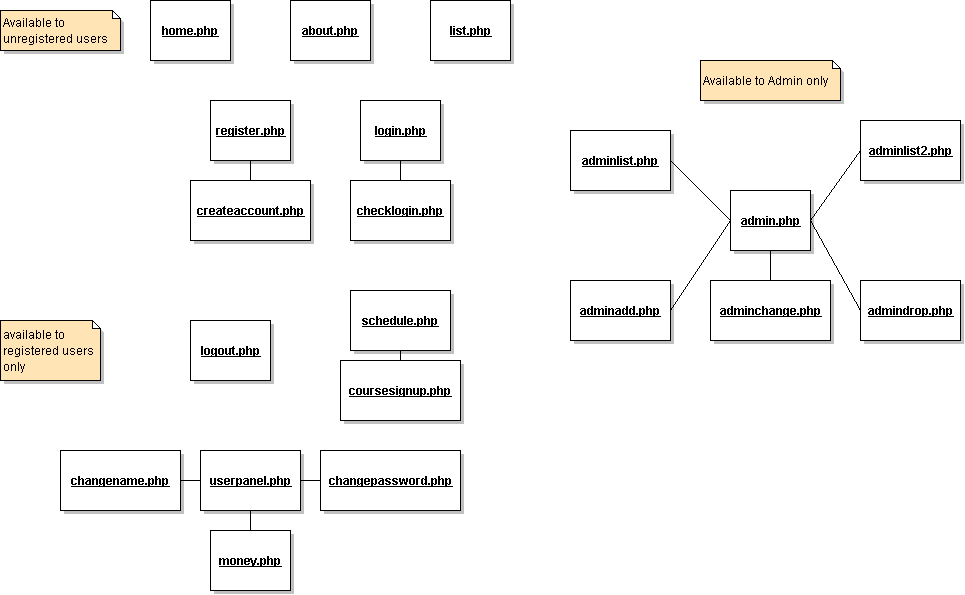 Available to
unregistered users
home.php
about.php
list.php
Available to Admin only
register.php
login.php
adminlist.php
adminlist2.php
createaccount.php
checklogin.php
admin.php
available to
registered users
only
logout.php
schedule.php
adminadd.php
adminchange.php
admindrop.php
coursesignup.php
changename.php
userpanel.php
changepassword.php
money.php